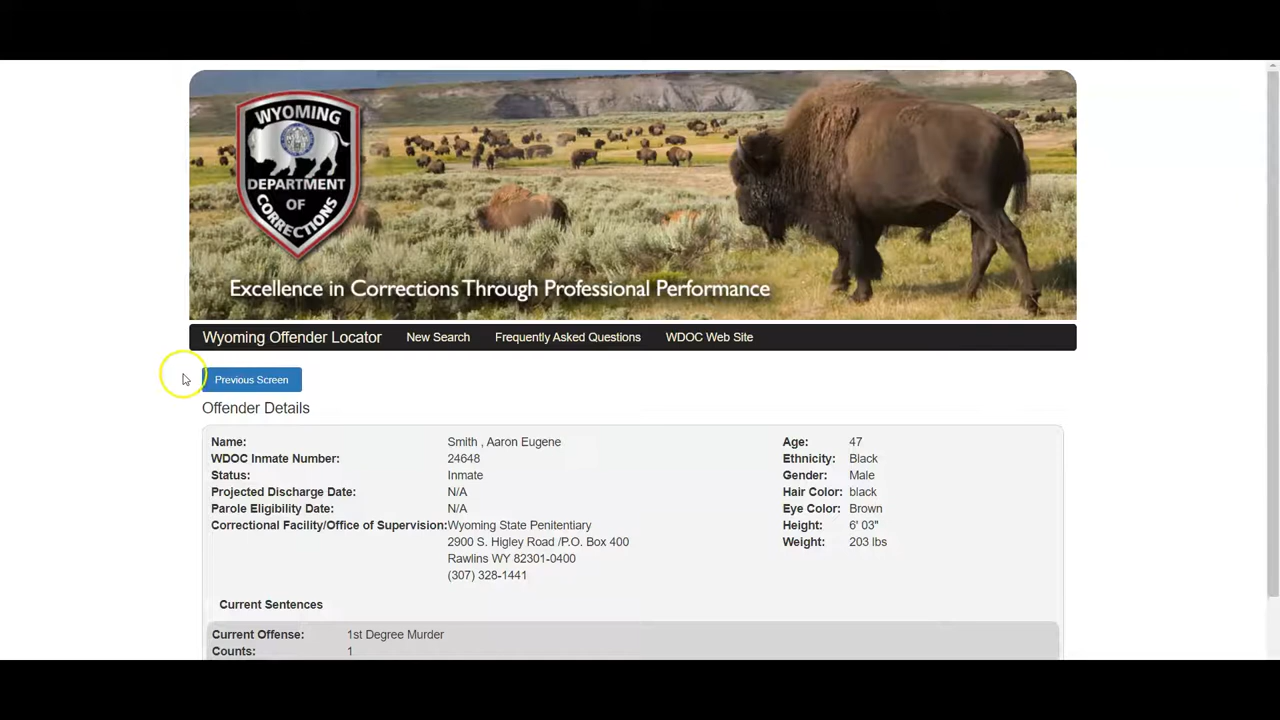 WYOMING
DEPARTMENT
OF
CORRECTIONS
Excellence in Corrections Through Professional Performance
Wyoming Offender Locator New Search Frequently Asked Questions WDOC Web Site
Previous Screen
Offender Details
Name: Smith , Aaron Eugene Age: 47
WDOC Inmate Number: 24648 Ethnicity: Black
Status: Inmate Gender: Male
Projected Discharge Date: N/A Hair Color: black
Parole Eligibility Date: N/A Eye Color: Brown
Correctional Facility/Office of Supervision: Wyoming State Penitentiary Height: 6' 03"
2900 S. Higley Road /P.O. Box 400 Weight: 203 lbs
Rawlins WY 82301-0400
(307) 328-1441
Current Sentences
Current Offense: 1st Degree Murder
Counts: 1